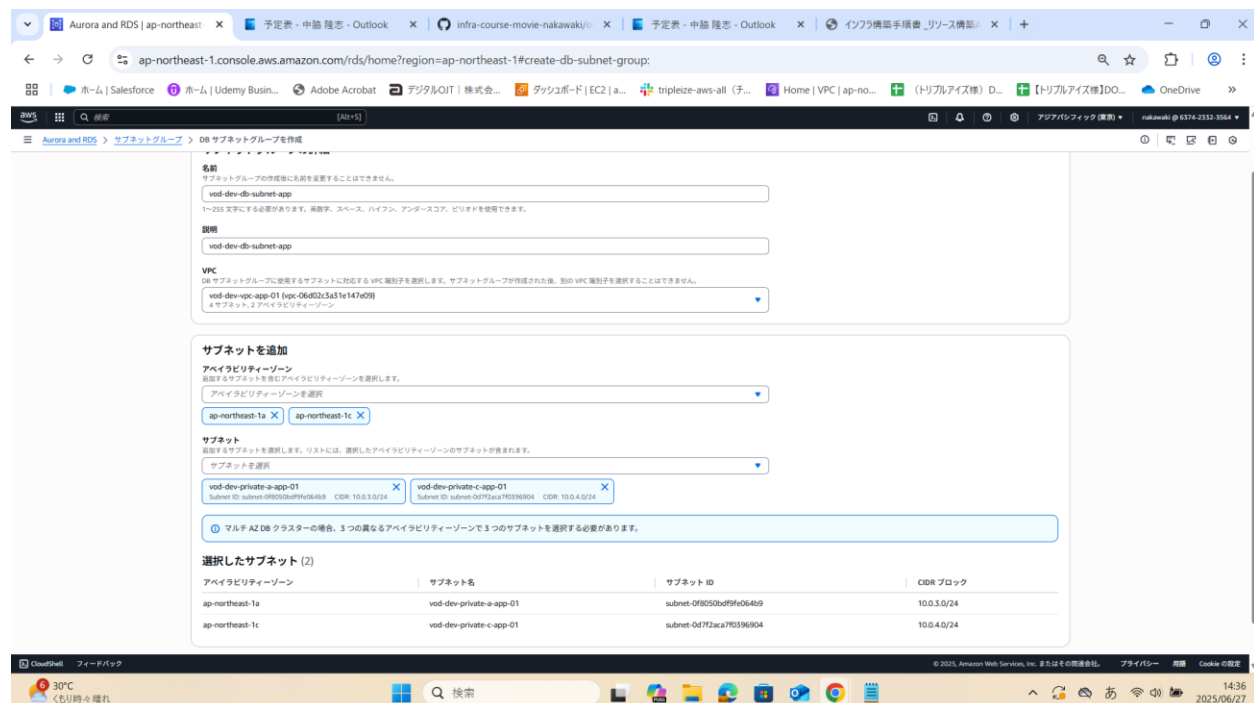 Aurora and RDS | ap-northeast-
予定表 - 中脇 隆志 - Outlook
infra-course-movie-nakawaki/o
予定表 - 中脇 隆志 - Outlook
インフラ構築手順書_リソース構築/
ap-northeast-1.console.aws.amazon.com/rds/home?region=ap-northeast-1#create-db-subnet-group:
ホーム | Salesforce
ホーム | Udemy Busin...
Adobe Acrobat
デジタルOJT | 株式会...
ダッシュボード | EC2 | a...
tripleize-aws-all (チ...
Home | VPC | ap-no...
(トリプルアイズ様) D...
【トリプルアイズ様】DO...
OneDrive
aws
検索
[Alt+S]
アジアパシフィック (東京)
nakawaki @ 6374-2332-3564
Aurora and RDS > サブネットグループ > DB サブネットグループを作成
名前
サブネットグループの作成後に名前を変更することはできません。
vod-dev-db-subnet-app
1~255 文字にする必要があります。英数字、スペース、ハイフン、アンダースコア、ピリオドを使用できます。
説明
vod-dev-db-subnet-app
VPC
DB サブネットグループに使用するサブネットに対応する VPC 識別子を選択します。サブネットグループが作成された後、別の VPC 識別子を選択することはできません。
vod-dev-vpc-app-01 (vpc-06d02c3a31e147e09)
4 サブネット, 2 アベイラビリティーゾーン
サブネットを追加
アベイラビリティーゾーン
追加するサブネットを含むアベイラビリティーゾーンを選択します。
アベイラビリティーゾーンを選択
ap-northeast-1a
ap-northeast-1c
サブネット
追加するサブネットを選択します。リストには、選択したアベイラビリティーゾーンのサブネットが含まれます。
サブネットを選択
vod-dev-private-a-app-01
Subnet ID: subnet-0f8050bdf9fe064b9 CIDR: 10.0.3.0/24
vod-dev-private-c-app-01
Subnet ID: subnet-0d7f2aca7f0396904 CIDR: 10.0.4.0/24
マルチ AZ DB クラスターの場合、3 つの異なるアベイラビリティーゾーンで 3 つのサブネットを選択する必要があります。
選択したサブネット (2)
アベイラビリティーゾーン サブネット名 サブネット ID CIDR ブロック
ap-northeast-1a vod-dev-private-a-app-01 subnet-0f8050bdf9fe064b9 10.0.3.0/24
ap-northeast-1c vod-dev-private-c-app-01 subnet-0d7f2aca7f0396904 10.0.4.0/24
CloudShell フィードバック
© 2025, Amazon Web Services, Inc. またはその関連会社。 プライバシー 用語 Cookie の設定
6
30°C
くもり時々晴れ
検索
あ
14:36
2025/06/27